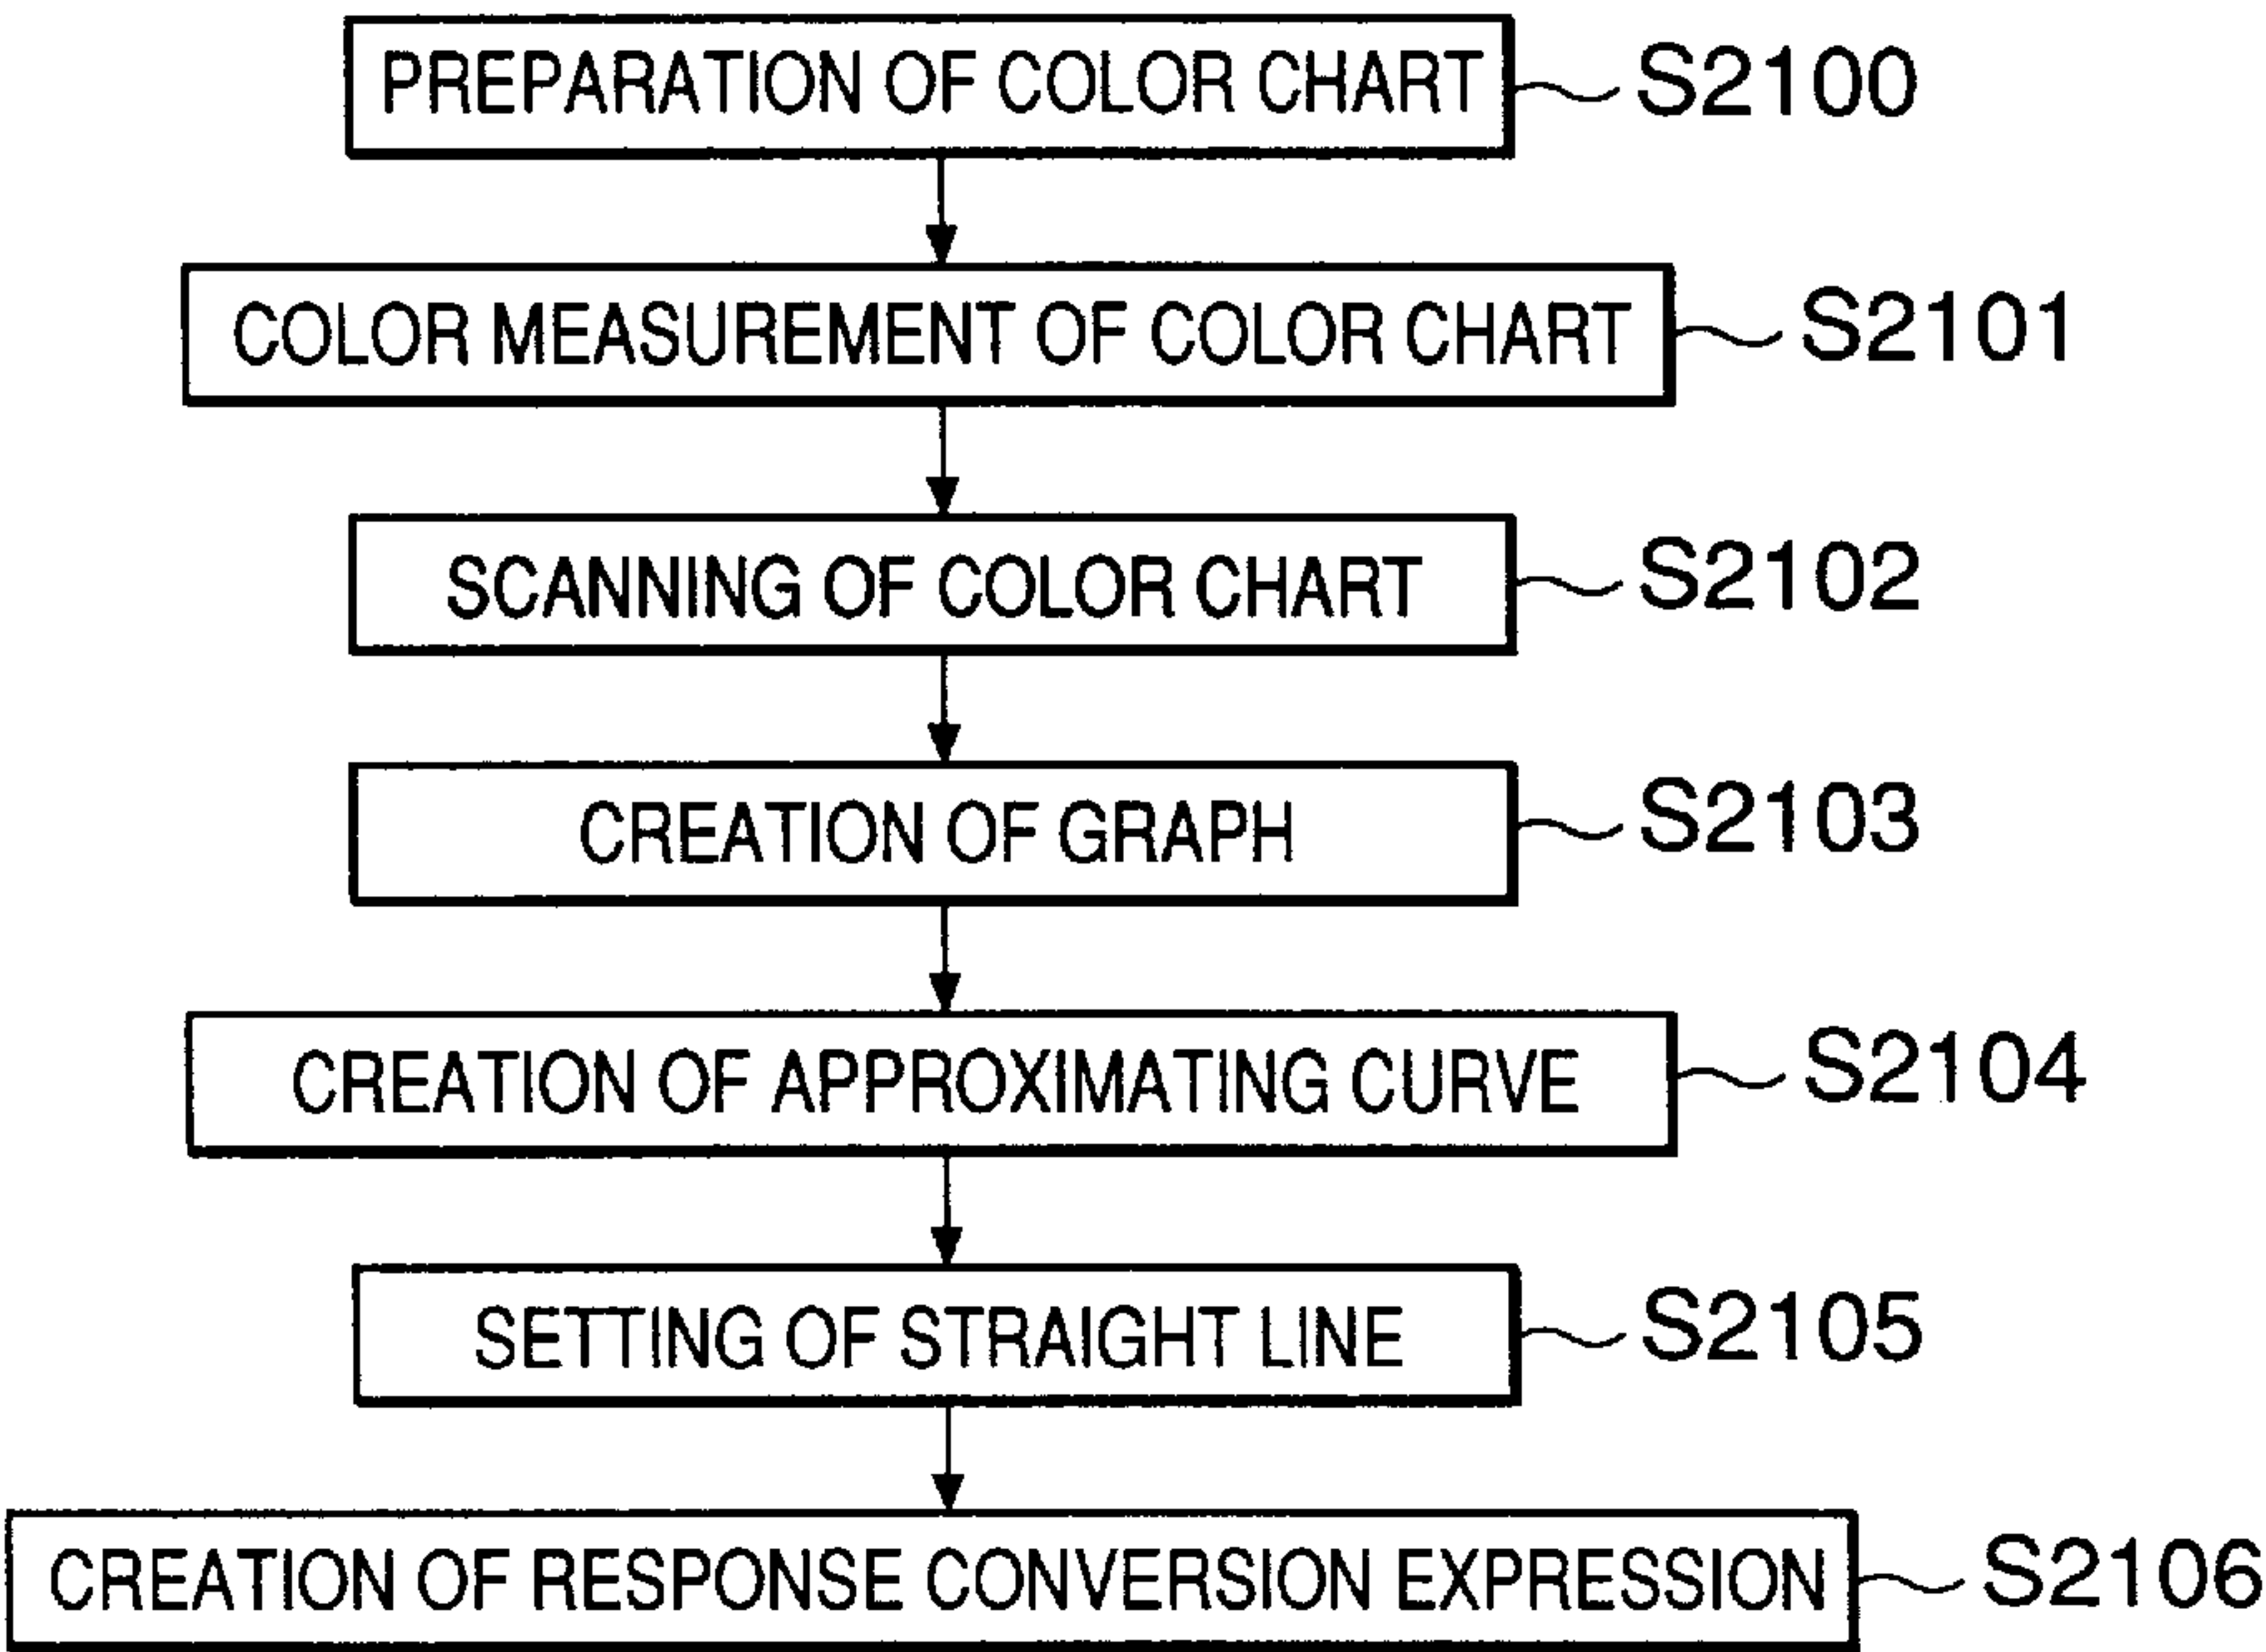 PREPARATION OF COLOR CHART S2100
COLOR MEASUREMENT OF COLOR CHART S2101
SCANNING OF COLOR CHART S2102
CREATION OF GRAPH S2103
CREATION OF APPROXIMATING CURVE S2104
SETTING OF STRAIGHT LINE S2105
CREATION OF RESPONSE CONVERSION EXPRESSION S2106